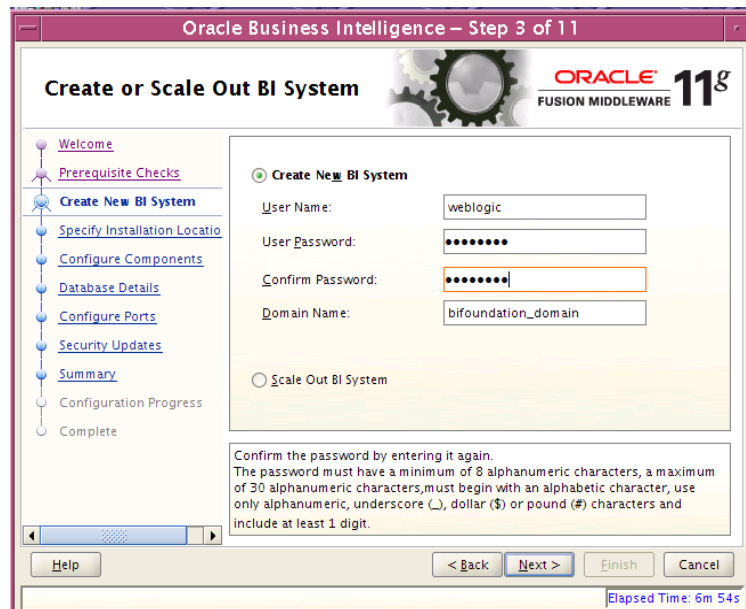 Oracle Business Intelligence – Step 3 of 11
Create or Scale Out BI System
ORACLE®
FUSION MIDDLEWARE
11g
Welcome
Prerequisite Checks
Create New BI System
Specify Installation Locatio
Configure Components
Database Details
Configure Ports
Security Updates
Summary
Configuration Progress
Complete
Create New BI System
User Name:
weblogic
User Password:
••••••••
Confirm Password:
••••••••
Domain Name:
bifoundation_domain
Scale Out BI System
Confirm the password by entering it again.
The password must have a minimum of 8 alphanumeric characters, a maximum
of 30 alphanumeric characters,must begin with an alphabetic character, use
only alphanumeric, underscore (_), dollar ($) or pound (#) characters and
include at least 1 digit.
Help
< Back
Next >
Finish
Cancel
Elapsed Time: 6m 54s